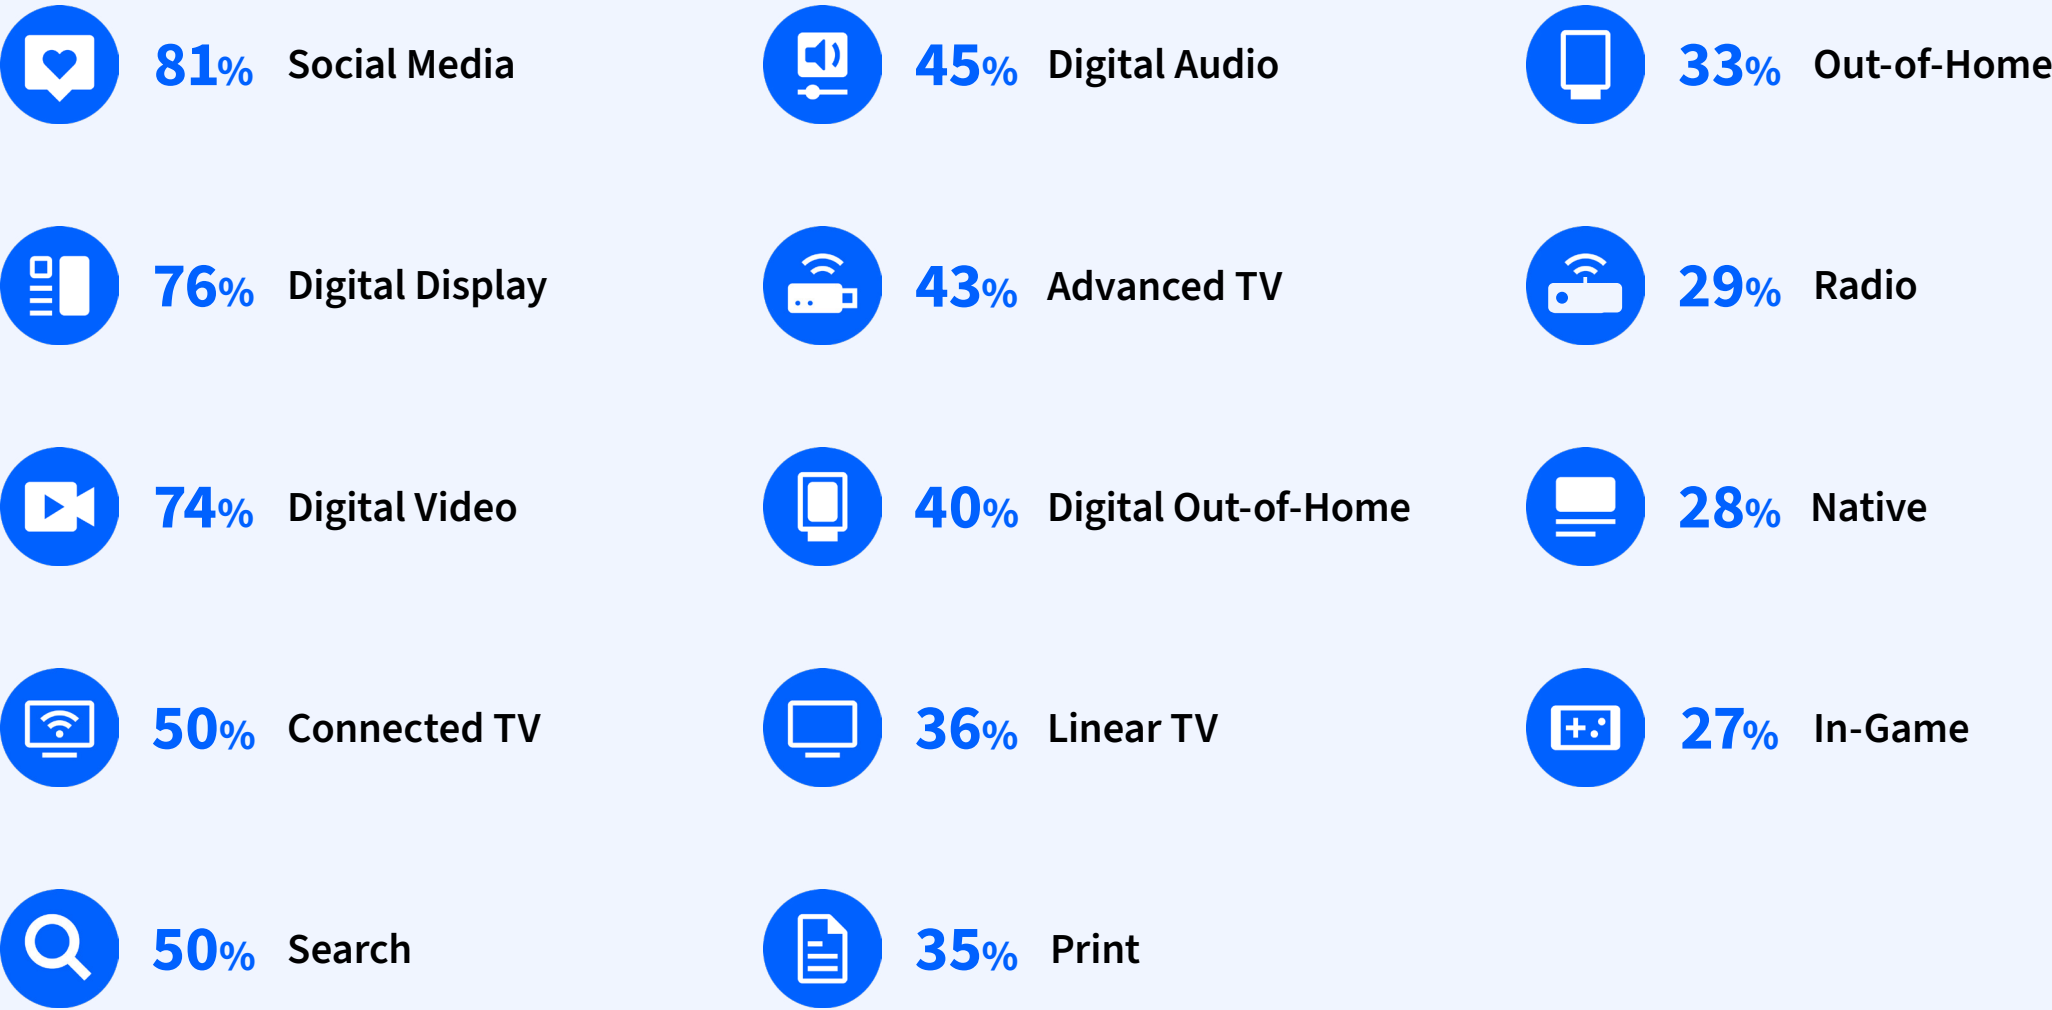 81% Social Media
76% Digital Display
74% Digital Video
50% Connected TV
50% Search
45% Digital Audio
43% Advanced TV
40% Digital Out-of-Home
36% Linear TV
35% Print
33% Out-of-Home
29% Radio
28% Native
27% In-Game